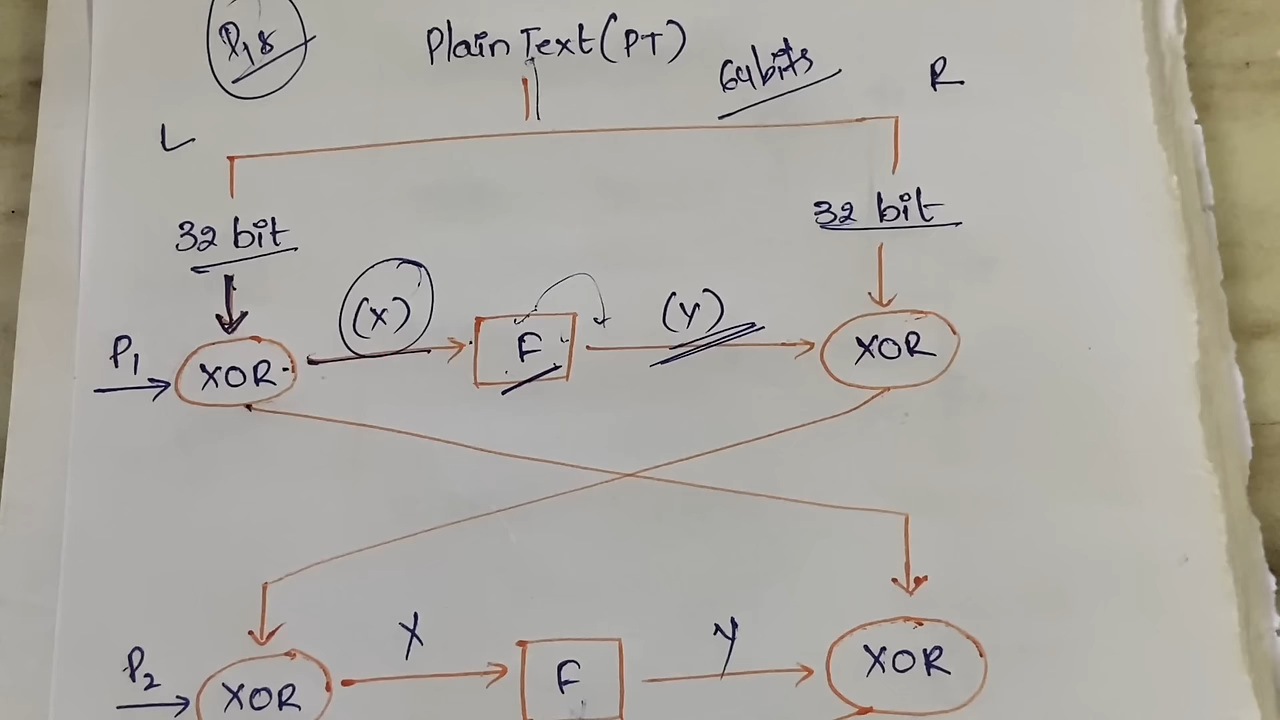 P18
Plain Text (PT)
64bits
L
R
32 bit
32 bit
P1
XOR
(X)
F
(Y)
XOR
P2
XOR
X
F
Y
XOR